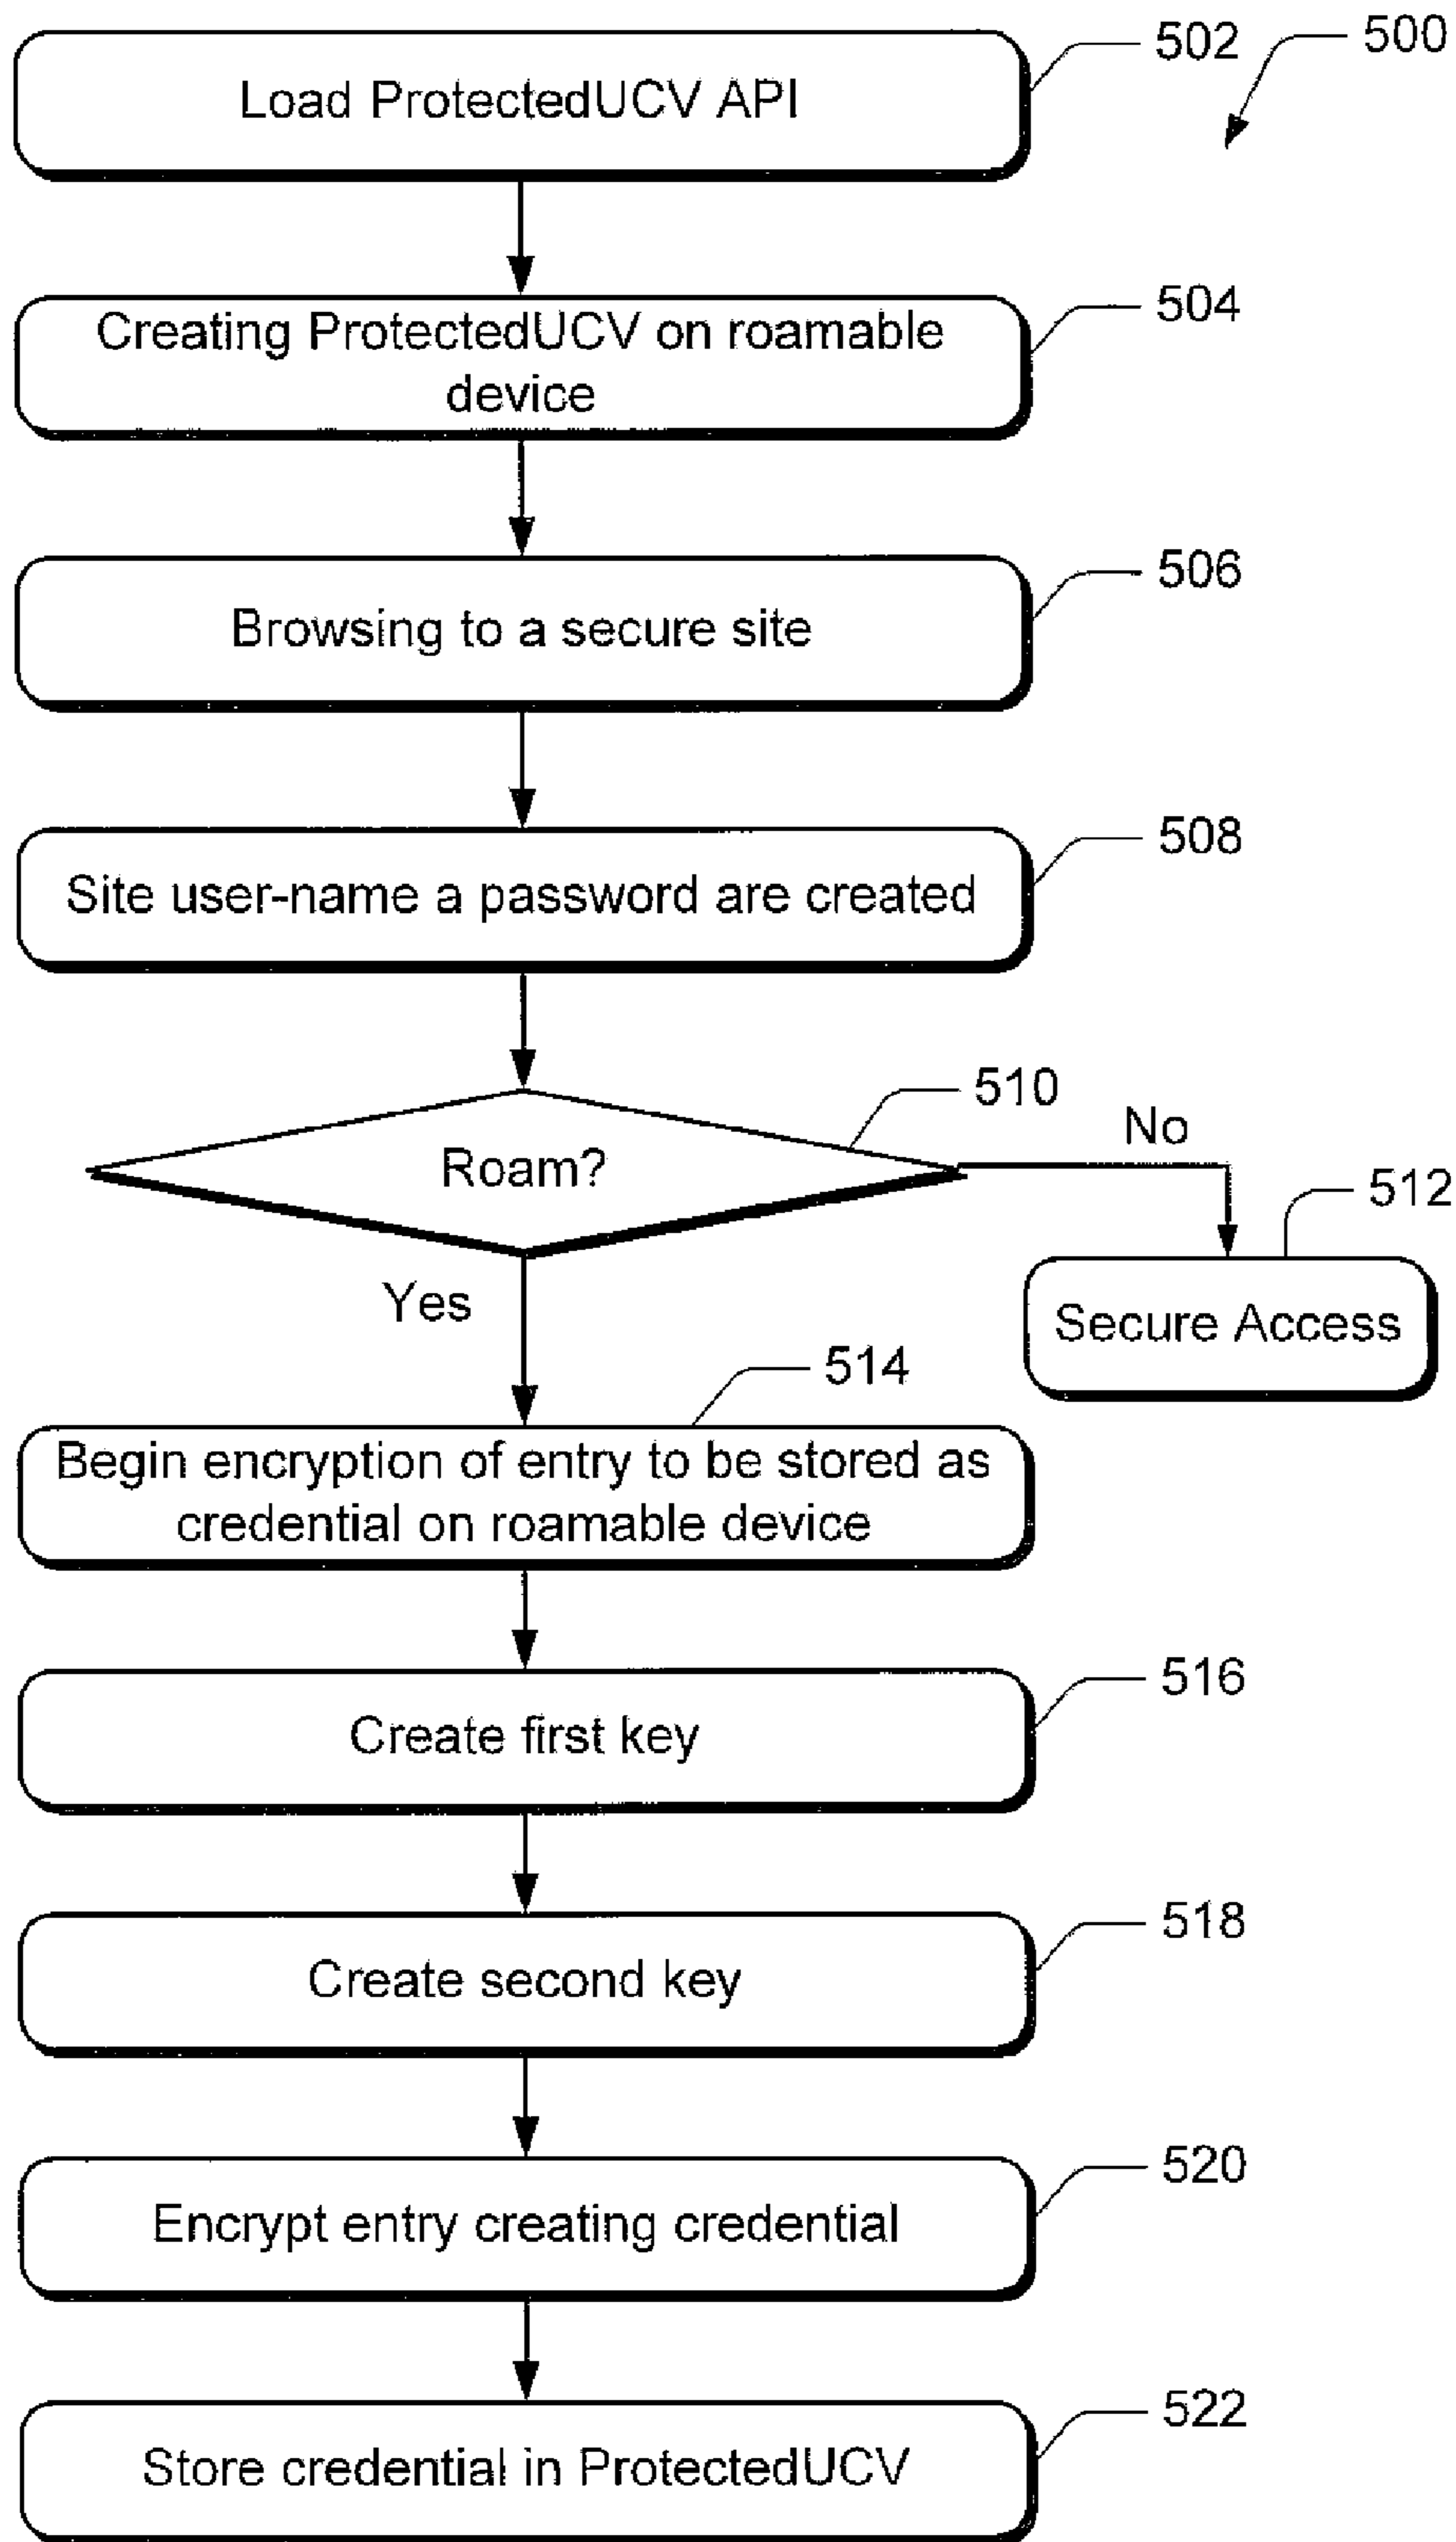 500
502
Load ProtectedUCV API
504
Creating ProtectedUCV on roamable
device
506
Browsing to a secure site
508
Site user-name a password are created
510
Roam?
No
512
Secure Access
Yes
514
Begin encryption of entry to be stored as
credential on roamable device
516
Create first key
518
Create second key
520
Encrypt entry creating credential
522
Store credential in ProtectedUCV